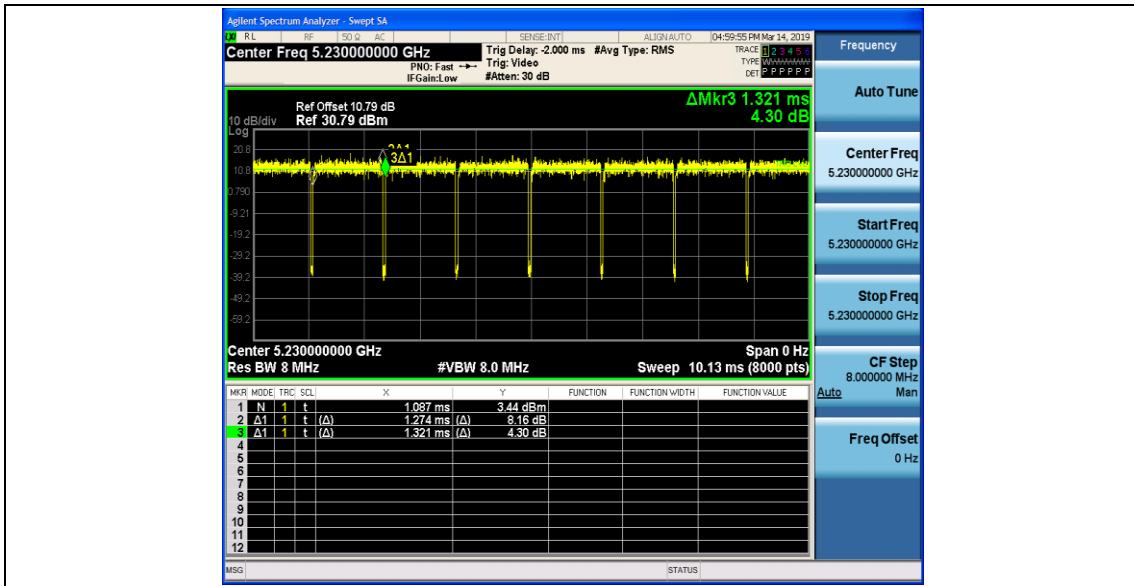 Agilent Spectrum Analyzer - Swept SA
LXI RL RF 50 Ω AC SENSE:INT ALIGNAUTO 04:59:55 PM Mar 14, 2019
Center Freq 5.230000000 GHz
Trig Delay: -2.000 ms #Avg Type: RMS
TRACE 1 2 3 4 5 6
PNO: Fast Trig: Video
TYPE WWWWWW
IFGain:Low #Atten: 30 dB
DET P P P P P P
Frequency
Auto Tune
Center Freq
5.230000000 GHz
Start Freq
5.230000000 GHz
Stop Freq
5.230000000 GHz
CF Step
8.000000 MHz
Auto Man
Freq Offset
0 Hz
ΔMkr3 1.321 ms
4.30 dB
Ref Offset 10.79 dB
10 dB/div Ref 30.79 dBm
Log
20.8
10.8
0.790
-9.21
-19.2
-29.2
-39.2
-49.2
-59.2
3Δ1
Center 5.230000000 GHz Span 0 Hz
Res BW 8 MHz #VBW 8.0 MHz Sweep 10.13 ms (8000 pts)
MKR MODE TRC SCL X Y FUNCTION FUNCTION WIDTH FUNCTION VALUE
1 N 1 t 1.087 ms 3.44 dBm
2 Δ1 1 t (Δ) 1.274 ms (Δ) 8.16 dB
3 Δ1 1 t (Δ) 1.321 ms (Δ) 4.30 dB
4
5
6
7
8
9
10
11
12
MSG STATUS